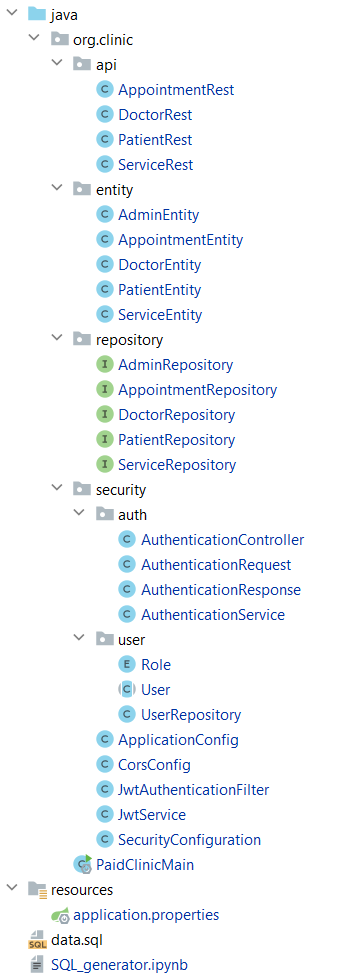 java
org.clinic
api
C AppointmentRest
C DoctorRest
C PatientRest
C ServiceRest
entity
C AdminEntity
C AppointmentEntity
C DoctorEntity
C PatientEntity
C ServiceEntity
repository
I AdminRepository
I AppointmentRepository
I DoctorRepository
I PatientRepository
I ServiceRepository
security
auth
C AuthenticationController
C AuthenticationRequest
C AuthenticationResponse
C AuthenticationService
user
E Role
C User
C UserRepository
C ApplicationConfig
C CorsConfig
C JwtAuthenticationFilter
C JwtService
C SecurityConfiguration
C PaidClinicMain
resources
application.properties
SQL data.sql
SQL_generator.ipynb